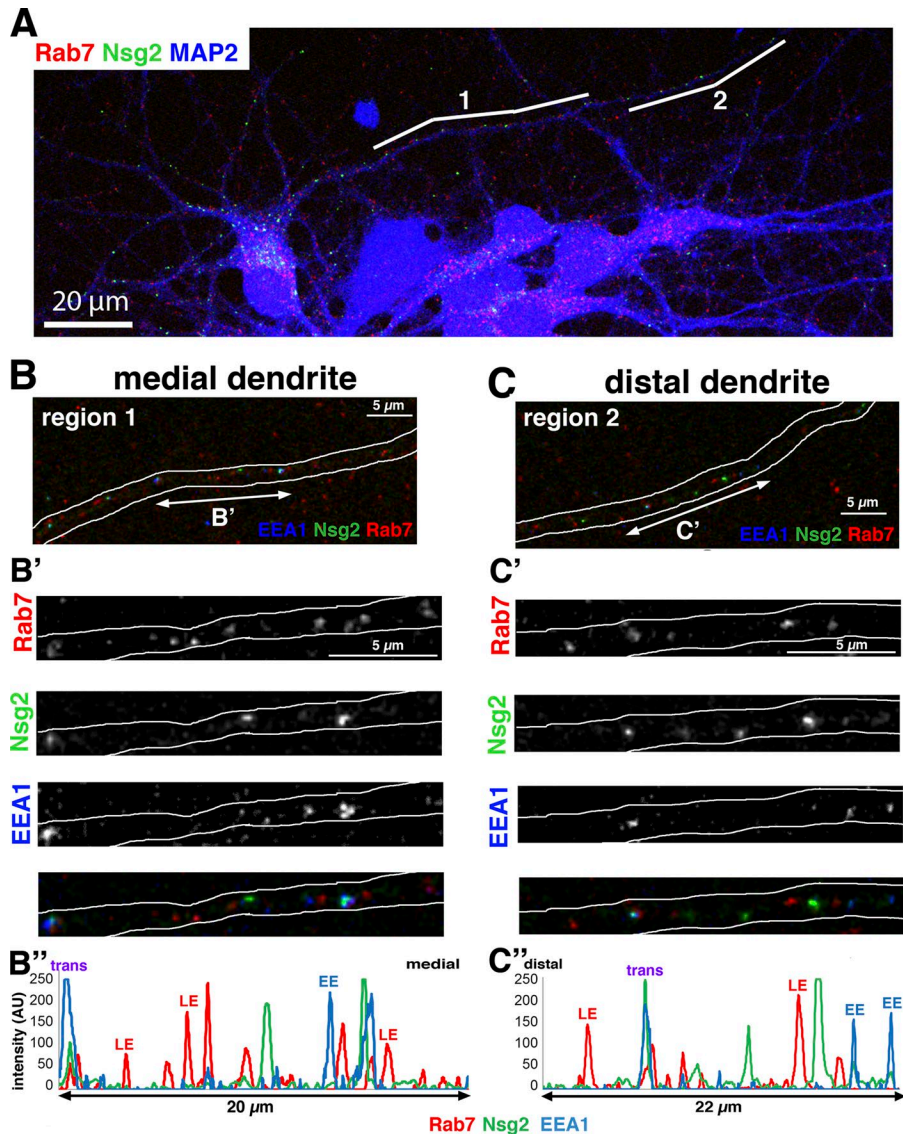 A
Rab7 Nsg2 MAP2
1
2
20 µm
B
medial dendrite
region 1
5 µm
B'
EEA1 Nsg2 Rab7
C
distal dendrite
region 2
5 µm
C'
EEA1 Nsg2 Rab7
B'
Rab7
5 µm
Nsg2
EEA1
C'
Rab7
5 µm
Nsg2
EEA1
B"
trans
medial
intensity (AU)
250
200
150
100
50
0
LE
LE
EE
LE
20 µm
C"
distal
trans
250
200
150
100
50
0
LE
LE
EE
EE
22 µm
Rab7 Nsg2 EEA1